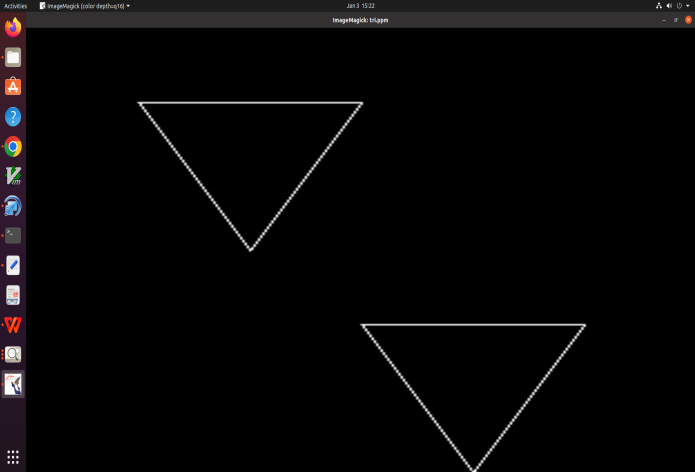 Activities
ImageMagick (color depth=q16)
Jan 3 15:22
ImageMagick: tri.ppm